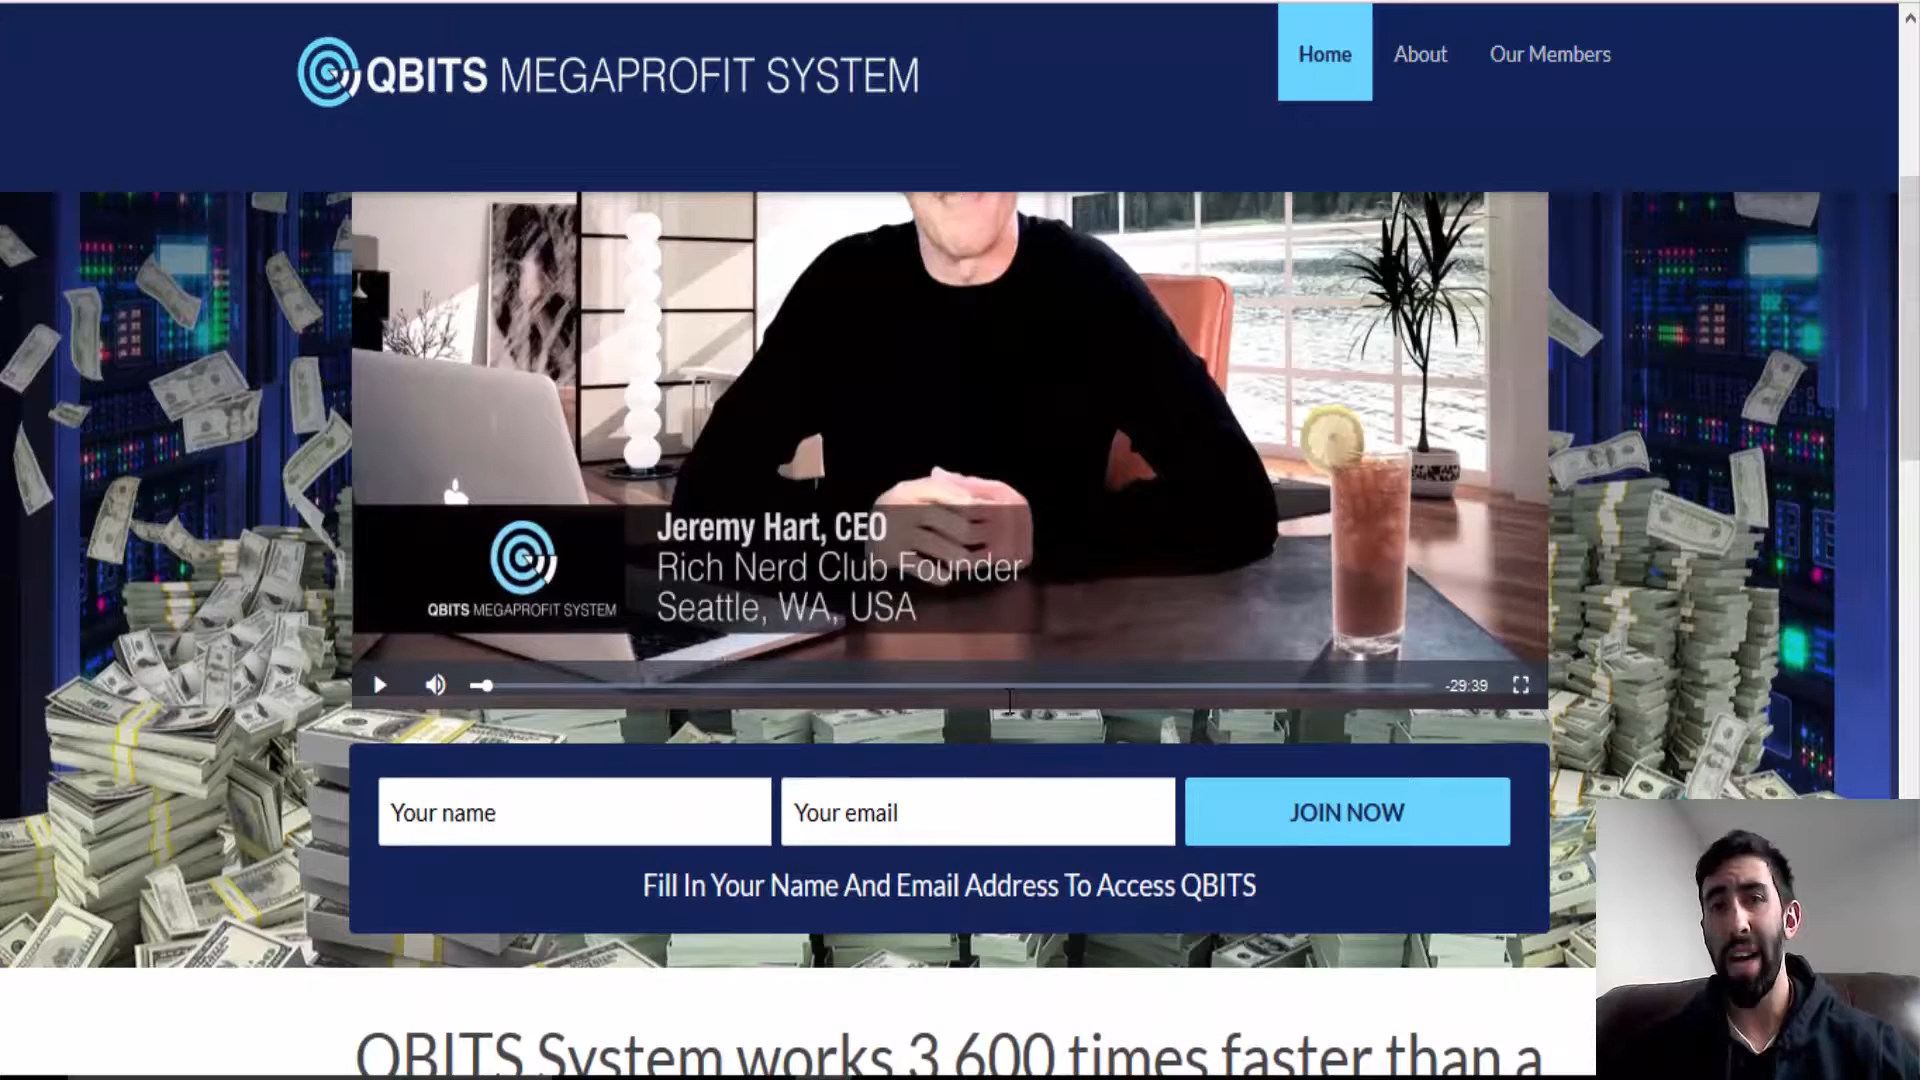 QBITS MEGAPROFIT SYSTEM
Home
About
Our Members
Jeremy Hart, CEO
Rich Nerd Club Founder
Seattle, WA, USA
QBITS MEGAPROFIT SYSTEM
-29:39
Your name
Your email
JOIN NOW
Fill In Your Name And Email Address To Access QBITS
QBITS System works 3,600 times faster than a